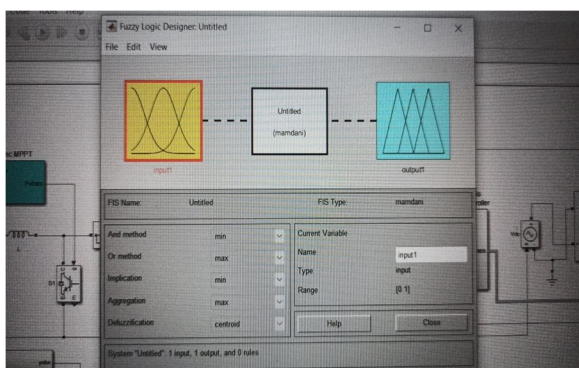 Tools Help
Fuzzy Logic Designer: Untitled
File Edit View
Untitled
(mamdani)
input1
output1
MPPT
FIS Name: Untitled FIS Type: mamdani
And method min
Or method max
Implication min
Aggregation max
Defuzzification centroid
Current Variable
Name input1
Type input
Range [0 1]
Help Close
System "Untitled": 1 input, 1 output, and 0 rules
L
S1